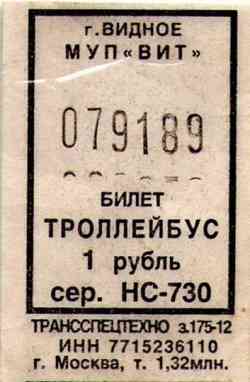 г. ВИДНОЕ
МУП «ВИТ»
079189
БИЛЕТ
ТРОЛЛЕЙБУС
1 рубль
сер. НС-730
ТРАНССПЕЦТЕХНО з.175-12
ИНН 7715236110
г. Москва, т. 1,32млн.